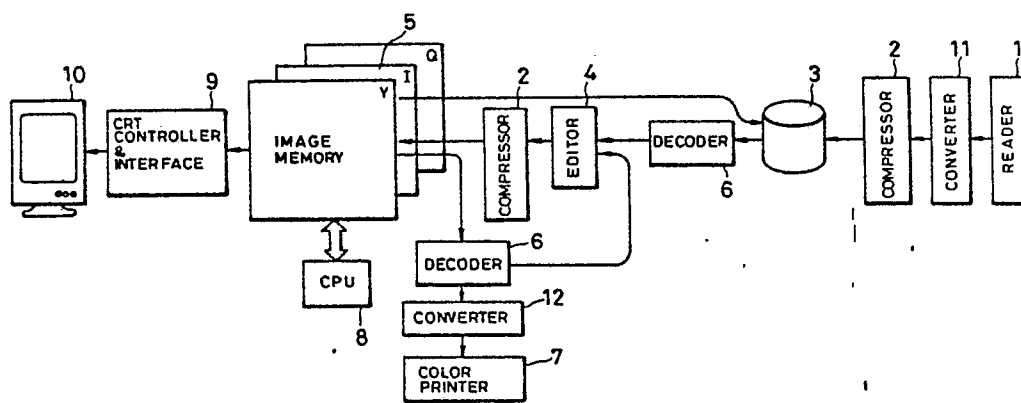 10
CRT
CONTROLLER
&
INTERFACE
9
5
Q
I
Y
IMAGE
MEMORY
CPU
8
2
COMPRESSOR
4
EDITOR
DECODER
6
3
2
COMPRESSOR
11
CONVERTER
1
READER
6
DECODER
12
CONVERTER
7
COLOR
PRINTER